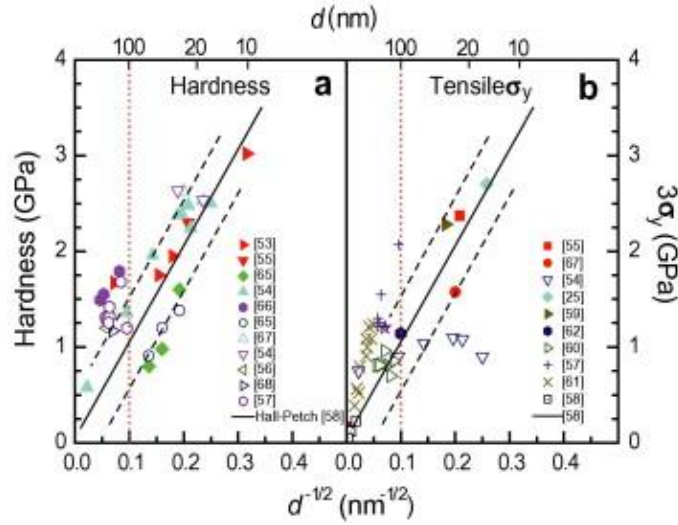 d (nm)
100 20 10
100 20 10
4
3
2
1
0
Hardness (GPa)
a
Hardness
[53]
[55]
[65]
[54]
[66]
[65]
[67]
[54]
[56]
[68]
[57]
Hall-Petch [58]
b
Tensile σy
[55]
[67]
[54]
[25]
[59]
[62]
[60]
[57]
[61]
[58]
[58]
4
3
2
1
0
3σy (GPa)
0.0 0.1 0.2 0.3 0.4
0.1 0.2 0.3 0.4
d-1/2 (nm-1/2)